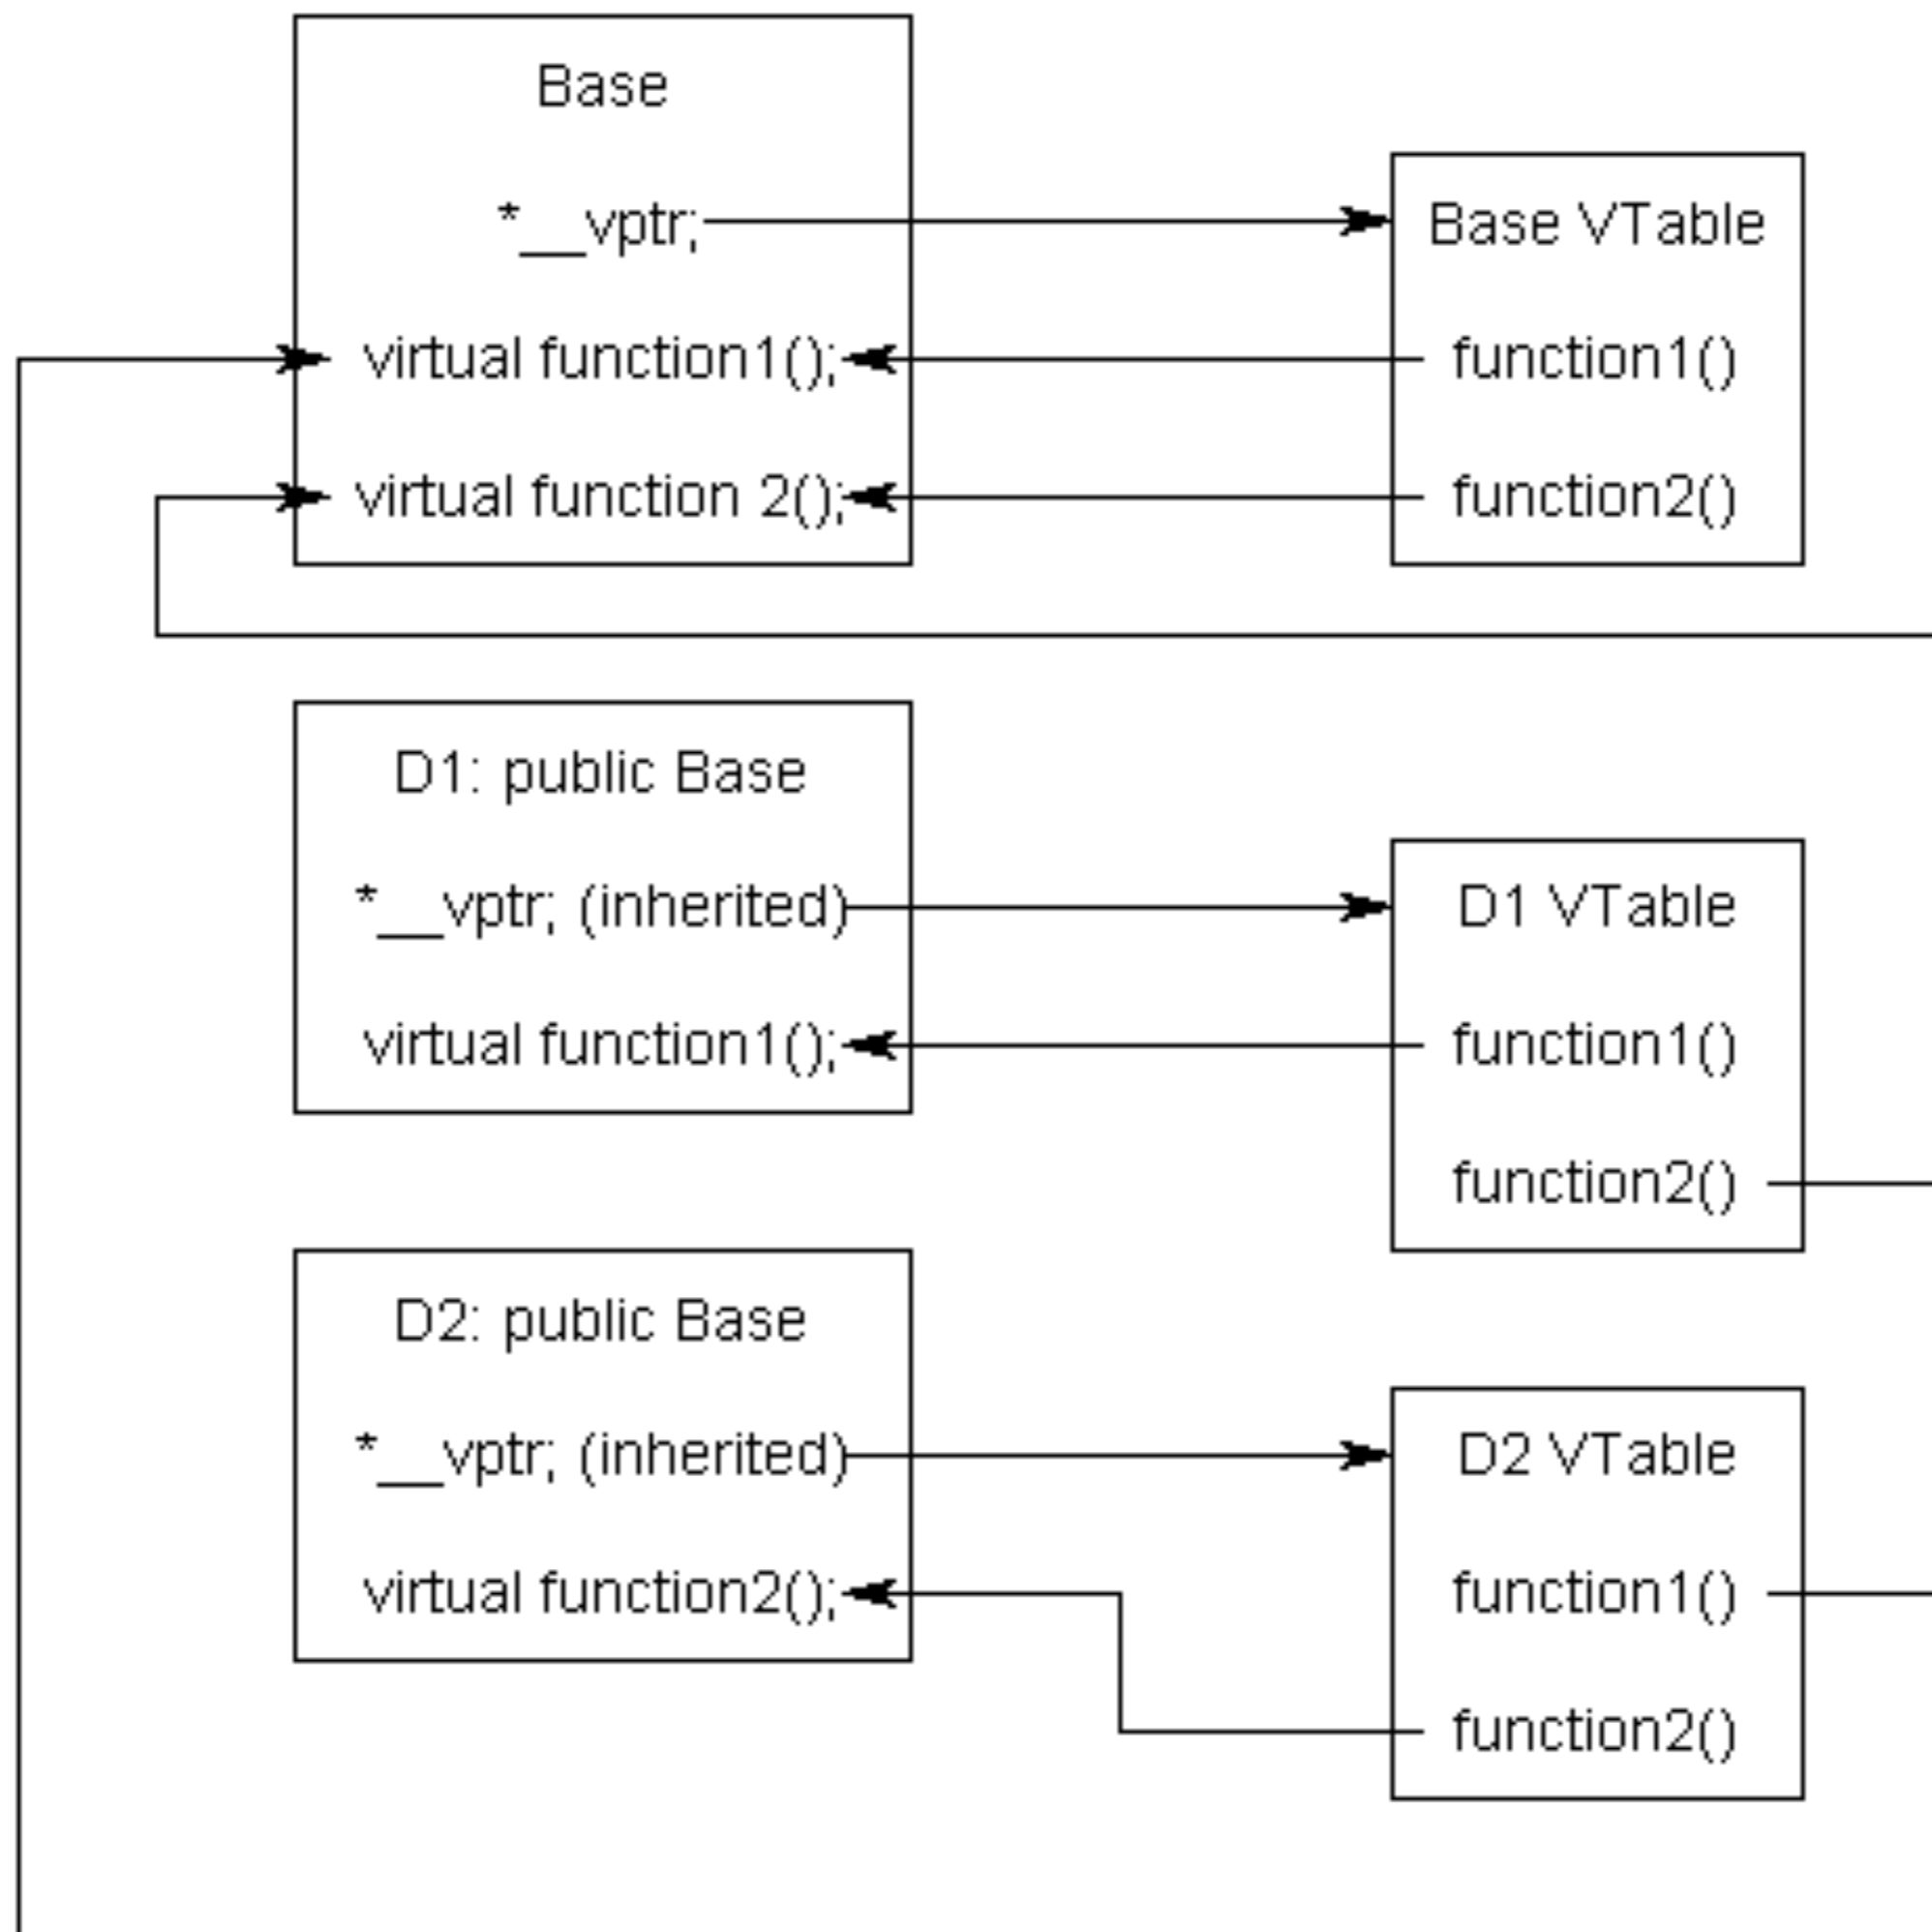 Base
*__vptr;
virtual function1();
virtual function 2();
Base VTable
function1()
function2()
D1: public Base
*__vptr; (inherited)
virtual function1();
D1 VTable
function1()
function2()
D2: public Base
*__vptr; (inherited)
virtual function2();
D2 VTable
function1()
function2()